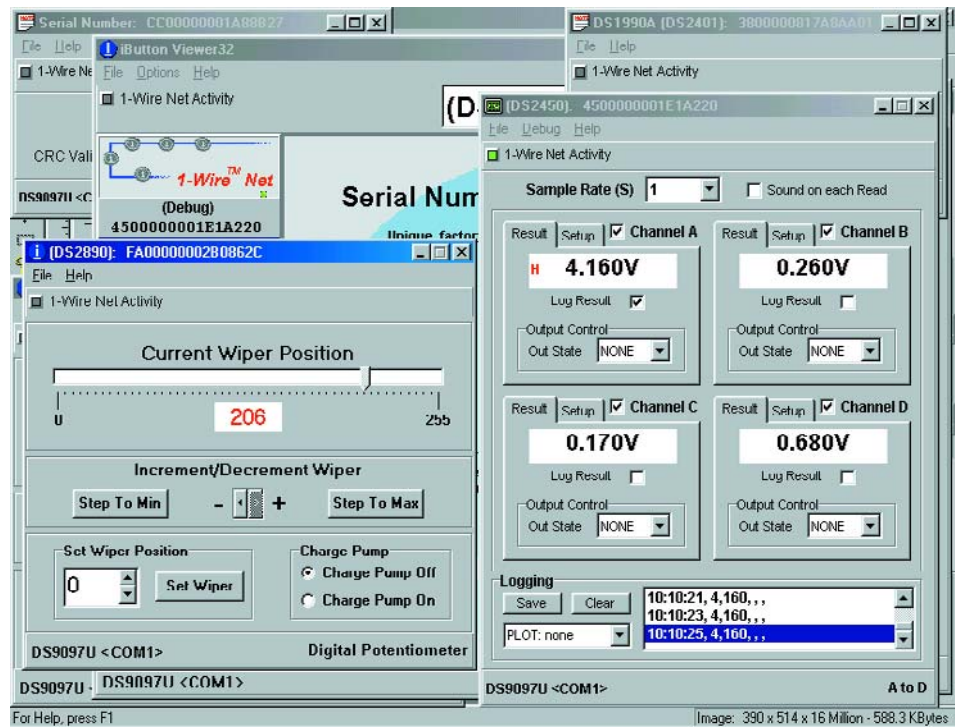 Serial Number: CC00000001A88B27
File Help
1-Wire Ne
CRC Vali
DS9097U <C
iButton Viewer32
File Options Help
1-Wire Net Activity
(D
1-Wire™ Net
(Debug)
4500000001E1A220
Serial Num
Unique factor
DS1990A (DS2401): 3800000017A8AA01
File Help
1-Wire Net Activity
(DS2890): FA00000002B0862C
File Help
1-Wire Net Activity
Current Wiper Position
0 206 255
Increment/Decrement Wiper
Step To Min - + Step To Max
Set Wiper Position
0 Set Wiper
Charge Pump
Charge Pump Off
Charge Pump On
DS9097U <COM1> Digital Potentiometer
DS9097U DS9097U <COM1>
(DS2450): 4500000001E1A220
File Debug Help
1-Wire Net Activity
Sample Rate (S) 1 Sound on each Read
Result Setup Channel A
H 4.160V
Log Result
Output Control
Out State NONE
Result Setup Channel B
0.260V
Log Result
Output Control
Out State NONE
Result Setup Channel C
0.170V
Log Result
Output Control
Out State NONE
Result Setup Channel D
0.680V
Log Result
Output Control
Out State NONE
Logging
Save Clear
PLOT: none
10:10:21, 4,160, , ,
10:10:23, 4,160, , ,
10:10:25, 4,160, , ,
DS9097U <COM1> A to D
For Help, press F1 Image: 390 x 514 x 16 Million - 588.3 KBytes